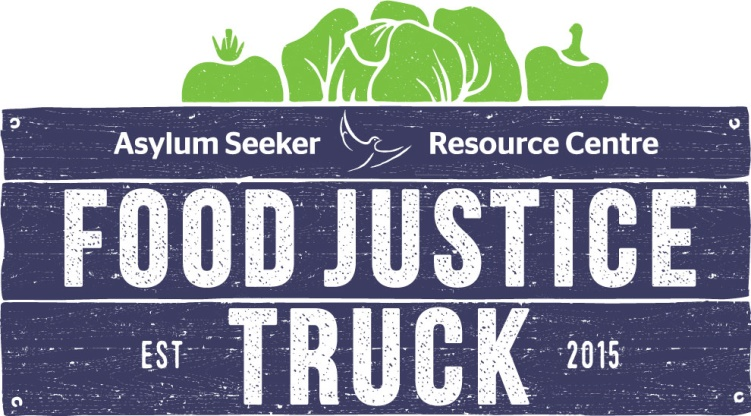 Asylum Seeker Resource Centre
FOOD JUSTICE
TRUCK
EST 2015